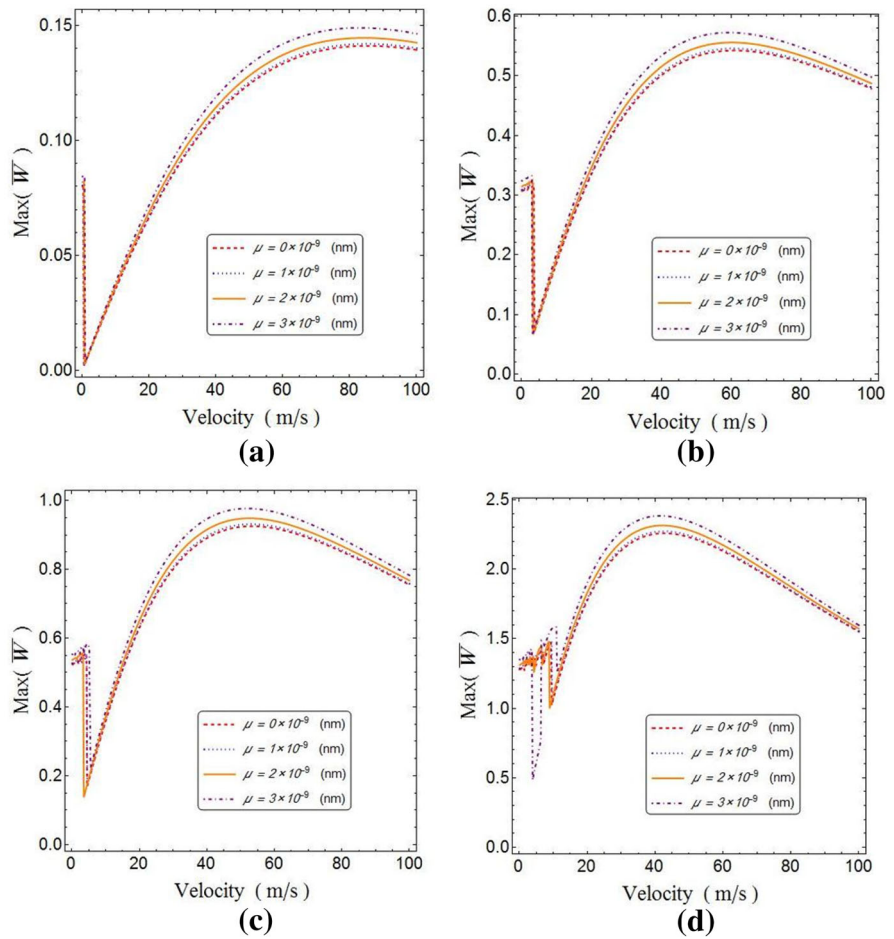 0.15
0.10
0.05
0.00
Max( W̅ )
μ = 0×10⁻⁹ (nm)
μ = 1×10⁻⁹ (nm)
μ = 2×10⁻⁹ (nm)
μ = 3×10⁻⁹ (nm)
0 20 40 60 80 100
Velocity ( m/s )
(a)
0.6
0.5
0.4
0.3
0.2
0.1
0.0
Max( W̅ )
μ = 0×10⁻⁹ (nm)
μ = 1×10⁻⁹ (nm)
μ = 2×10⁻⁹ (nm)
μ = 3×10⁻⁹ (nm)
0 20 40 60 80 100
Velocity ( m/s )
(b)
1.0
0.8
0.6
0.4
0.2
0.0
Max( W̅ )
μ = 0×10⁻⁹ (nm)
μ = 1×10⁻⁹ (nm)
μ = 2×10⁻⁹ (nm)
μ = 3×10⁻⁹ (nm)
0 20 40 60 80 100
Velocity ( m/s )
(c)
2.5
2.0
1.5
1.0
0.5
0.0
Max( W̅ )
μ = 0×10⁻⁹ (nm)
μ = 1×10⁻⁹ (nm)
μ = 2×10⁻⁹ (nm)
μ = 3×10⁻⁹ (nm)
0 20 40 60 80 100
Velocity ( m/s )
(d)